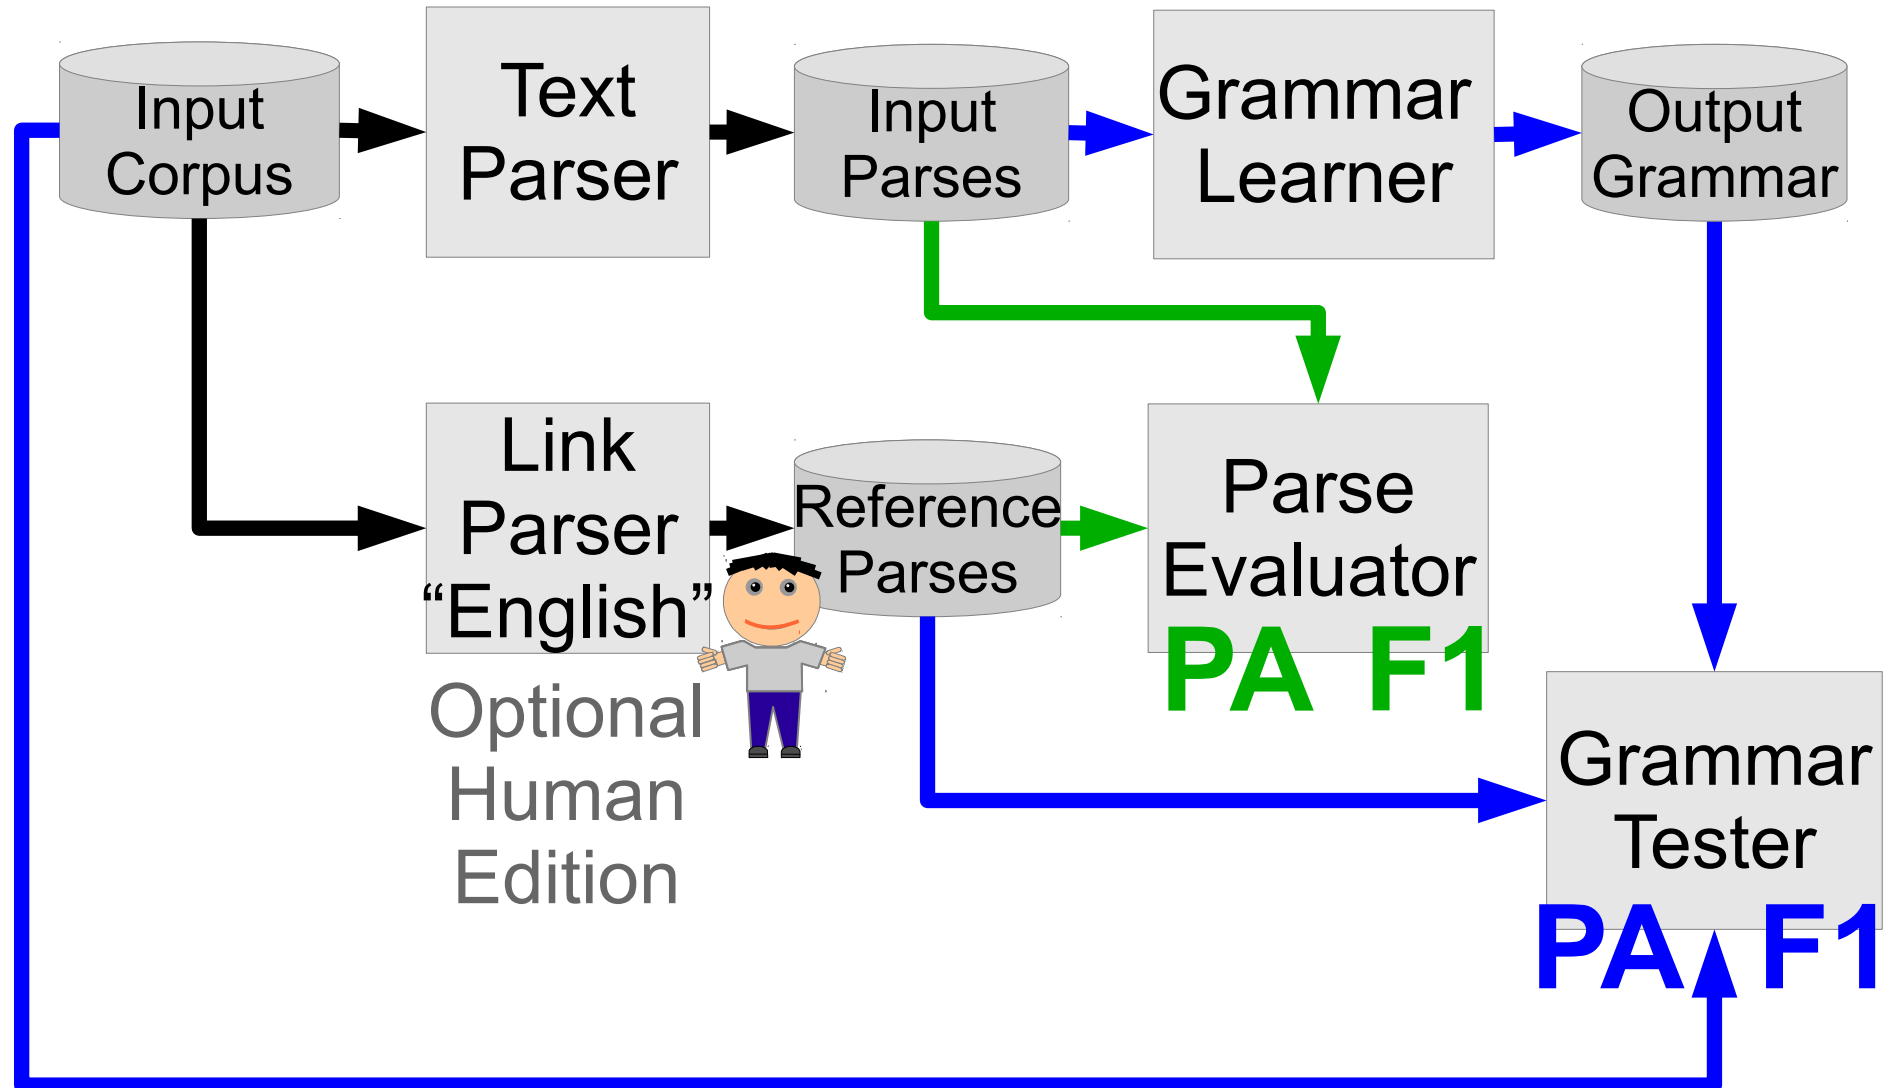 Input
Corpus
Text
Parser
Input
Parses
Grammar
Learner
Output
Grammar
Link
Parser
“English”
Reference
Parses
Parse
Evaluator
PA F1
Optional
Human
Edition
Grammar
Tester
PA F1